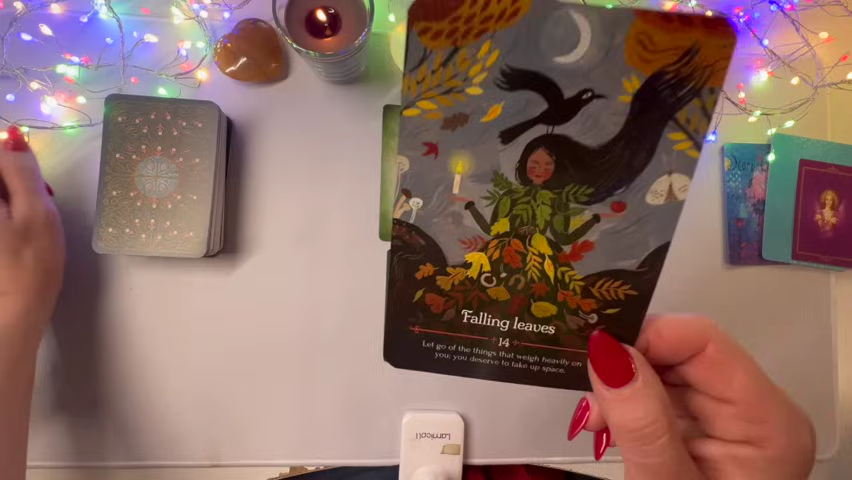 Falling leaves
14
Let go of the things that weigh heavily on
you; you deserve to take up space.